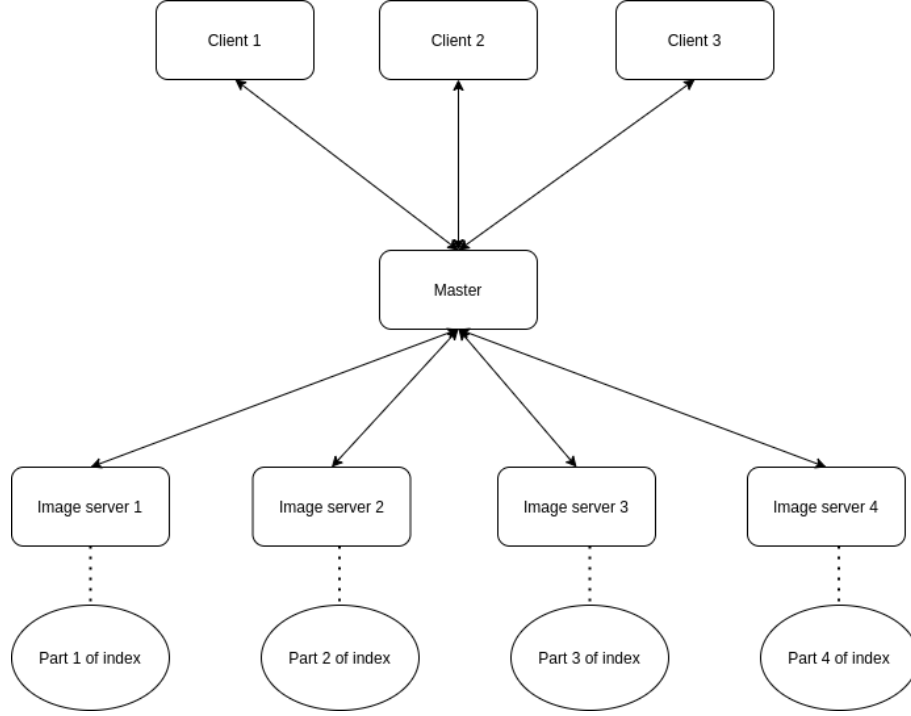 Client 1
Client 2
Client 3
Master
Image server 1
Image server 2
Image server 3
Image server 4
Part 1 of index
Part 2 of index
Part 3 of index
Part 4 of index